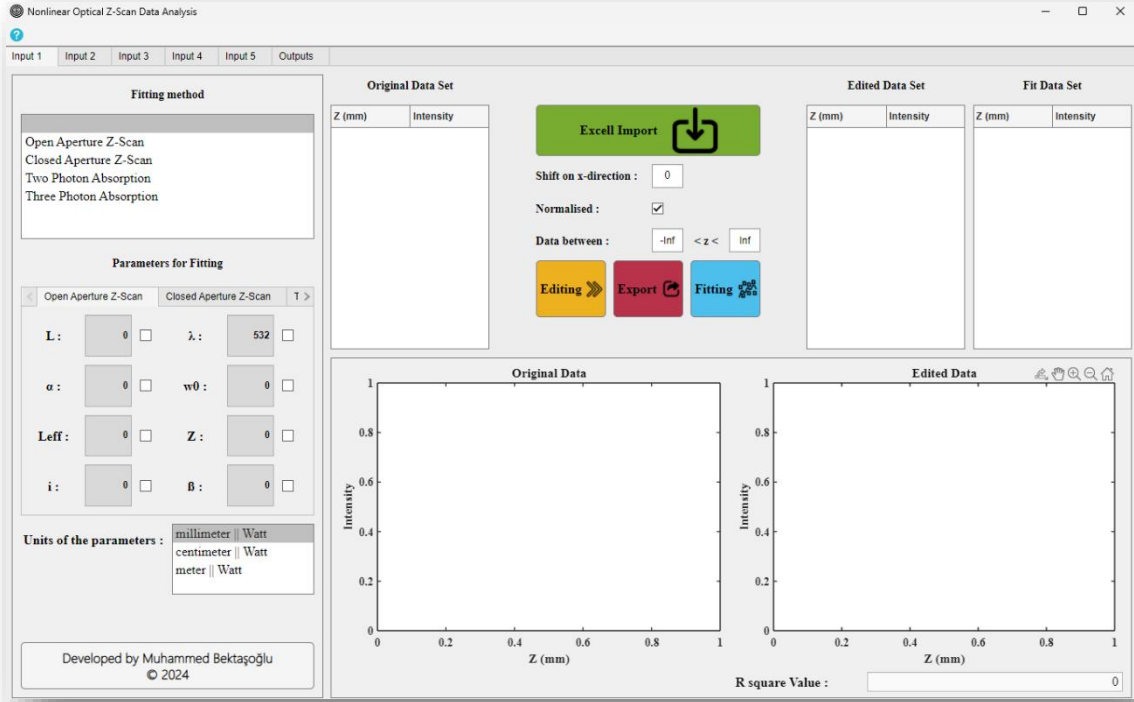 Nonlinear Optical Z-Scan Data Analysis
?
Input 1 Input 2 Input 3 Input 4 Input 5 Outputs
Fitting method
Open Aperture Z-Scan
Closed Aperture Z-Scan
Two Photon Absorption
Three Photon Absorption
Parameters for Fitting
Open Aperture Z-Scan Closed Aperture Z-Scan T
L : 0 λ : 532
α : 0 w0 : 0
Leff : 0 Z : 0
i : 0 ß : 0
Units of the parameters :
millimeter || Watt
centimeter || Watt
meter || Watt
Developed by Muhammed Bektaşoğlu
© 2024
Original Data Set
Z (mm) Intensity
Excell Import
Shift on x-direction : 0
Normalised :
Data between : -Inf < z < Inf
Editing Export Fitting
Edited Data Set
Z (mm) Intensity
Fit Data Set
Z (mm) Intensity
Original Data
1
0.8
0.6
0.4
0.2
0
Intensity
0 0.2 0.4 0.6 0.8 1
Z (mm)
Edited Data
1
0.8
0.6
0.4
0.2
0
Intensity
0 0.2 0.4 0.6 0.8 1
Z (mm)
R square Value : 0